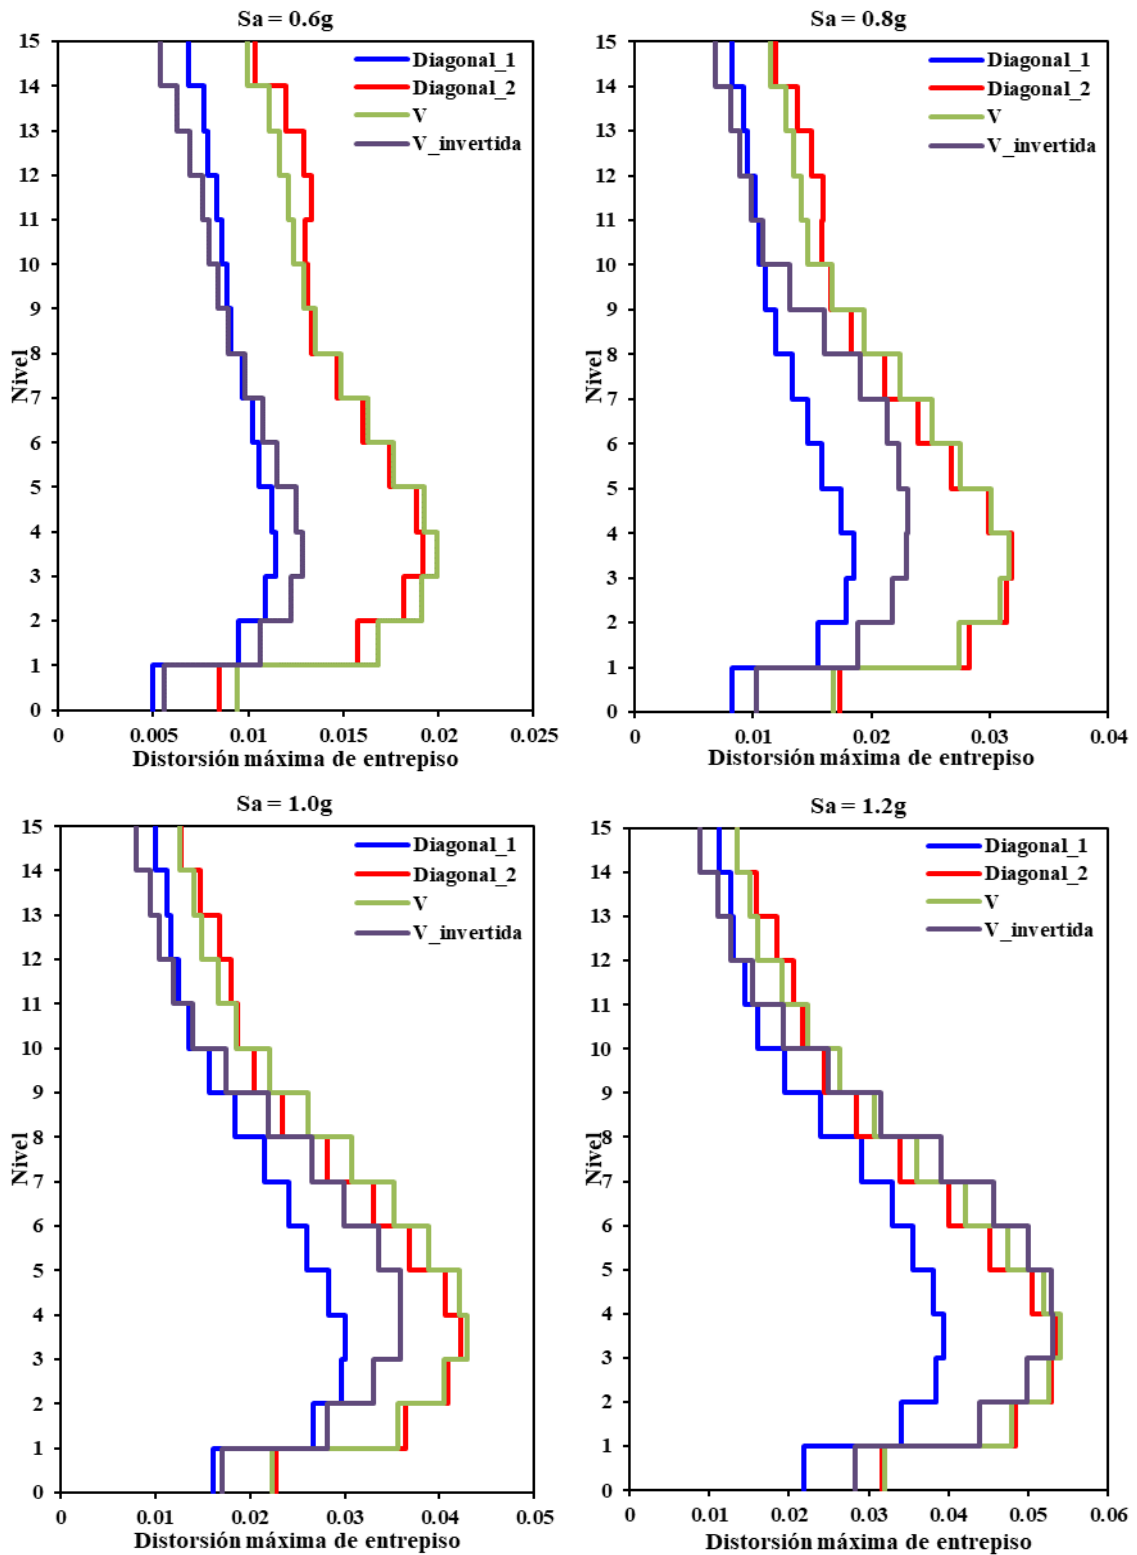 Sa = 0.6g
15
14
13
12
11
10
9
8
7
6
5
4
3
2
1
0
Nivel
Diagonal_1
Diagonal_2
V
V_invertida
0 0.005 0.01 0.015 0.02 0.025
Distorsión máxima de entrepiso
Sa = 0.8g
15
14
13
12
11
10
9
8
7
6
5
4
3
2
1
0
Nivel
Diagonal_1
Diagonal_2
V
V_invertida
0 0.01 0.02 0.03 0.04
Distorsión máxima de entrepiso
Sa = 1.0g
15
14
13
12
11
10
9
8
7
6
5
4
3
2
1
0
Nivel
Diagonal_1
Diagonal_2
V
V_invertida
0 0.01 0.02 0.03 0.04 0.05
Distorsión máxima de entrepiso
Sa = 1.2g
15
14
13
12
11
10
9
8
7
6
5
4
3
2
1
0
Nivel
Diagonal_1
Diagonal_2
V
V_invertida
0 0.01 0.02 0.03 0.04 0.05 0.06
Distorsión máxima de entrepiso